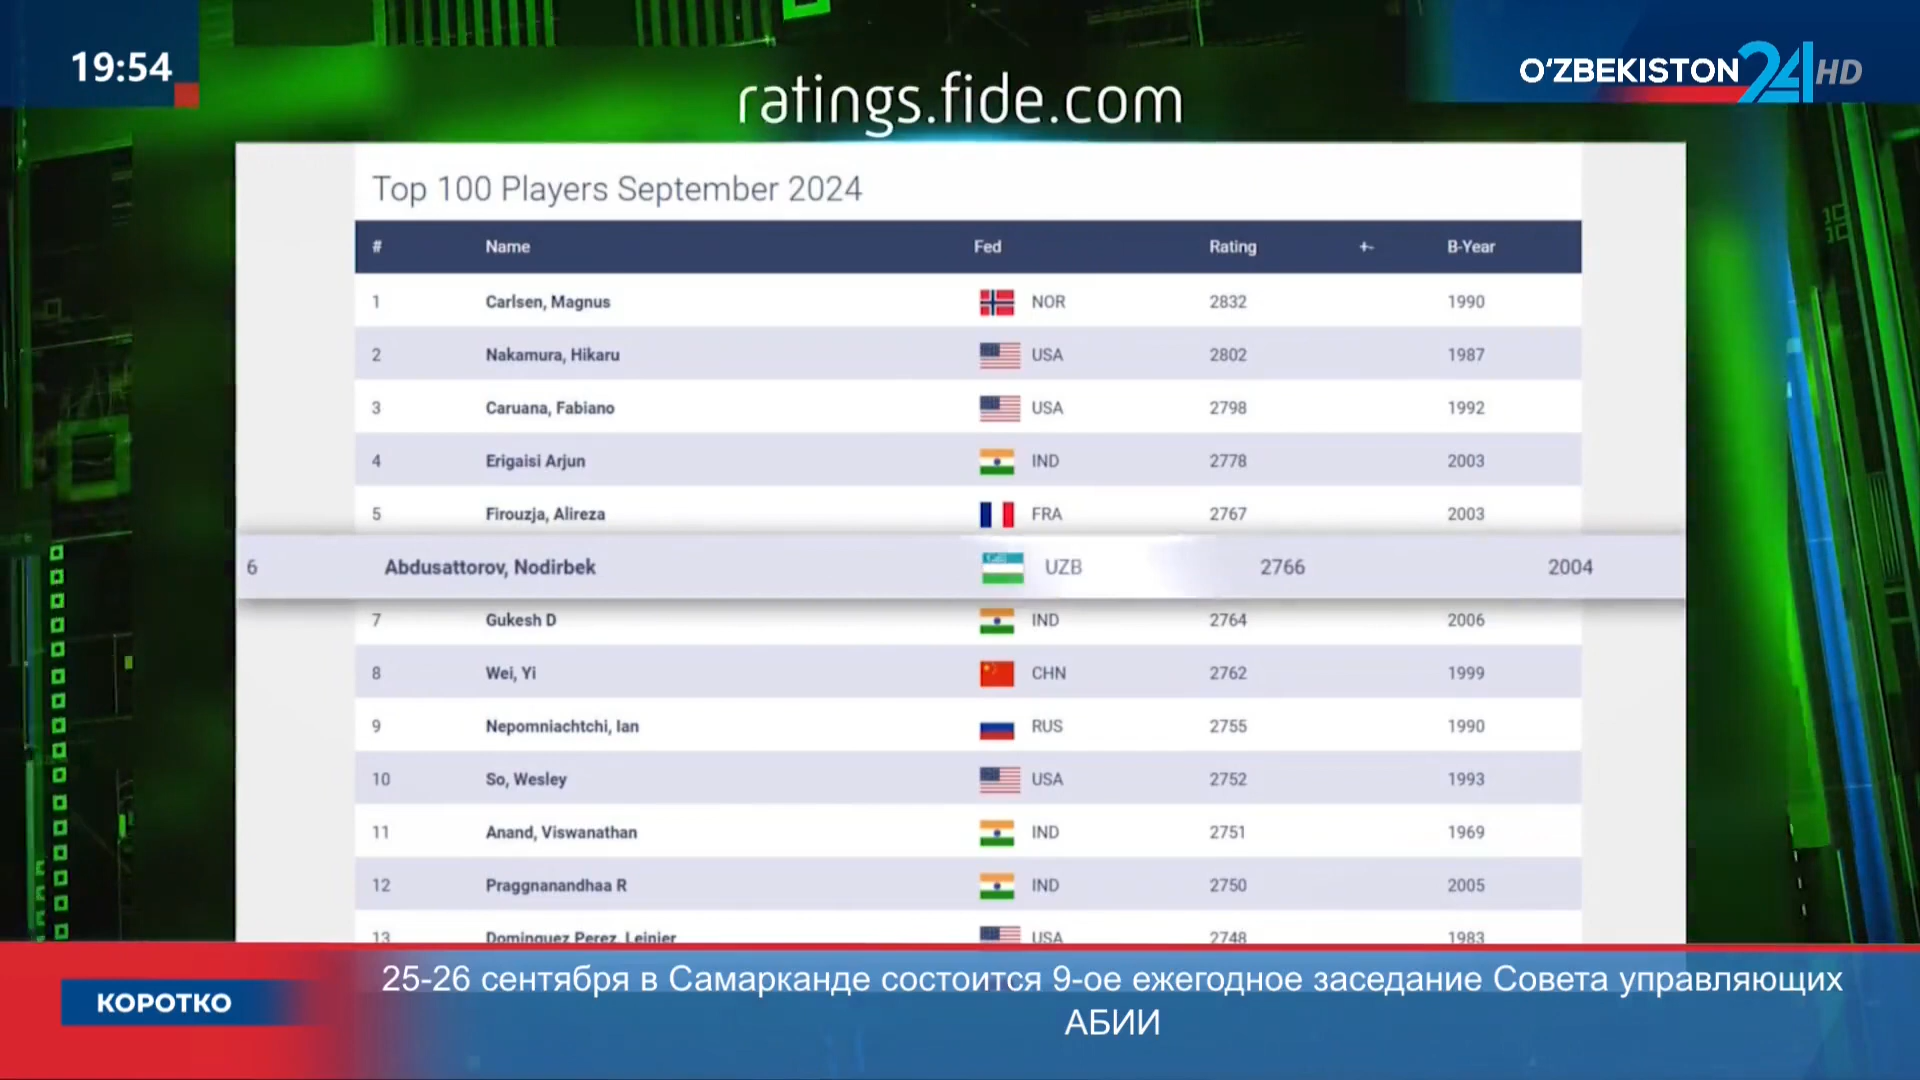 19:54
O‘ZBEKISTON 24 HD
ratings.fide.com
Top 100 Players September 2024
# Name Fed Rating +- B-Year
1 Carlsen, Magnus NOR 2832 1990
2 Nakamura, Hikaru USA 2802 1987
3 Caruana, Fabiano USA 2798 1992
4 Erigaisi Arjun IND 2778 2003
5 Firouzja, Alireza FRA 2767 2003
6 Abdusattorov, Nodirbek UZB 2766 2004
7 Gukesh D IND 2764 2006
8 Wei, Yi CHN 2762 1999
9 Nepomniachtchi, Ian RUS 2755 1990
10 So, Wesley USA 2752 1993
11 Anand, Viswanathan IND 2751 1969
12 Praggnanandhaa R IND 2750 2005
13 Dominguez Perez, Leinier USA 2748 1983
КОРОТКО
25-26 сентября в Самарканде состоится 9-ое ежегодное заседание Совета управляющих
АБИИ